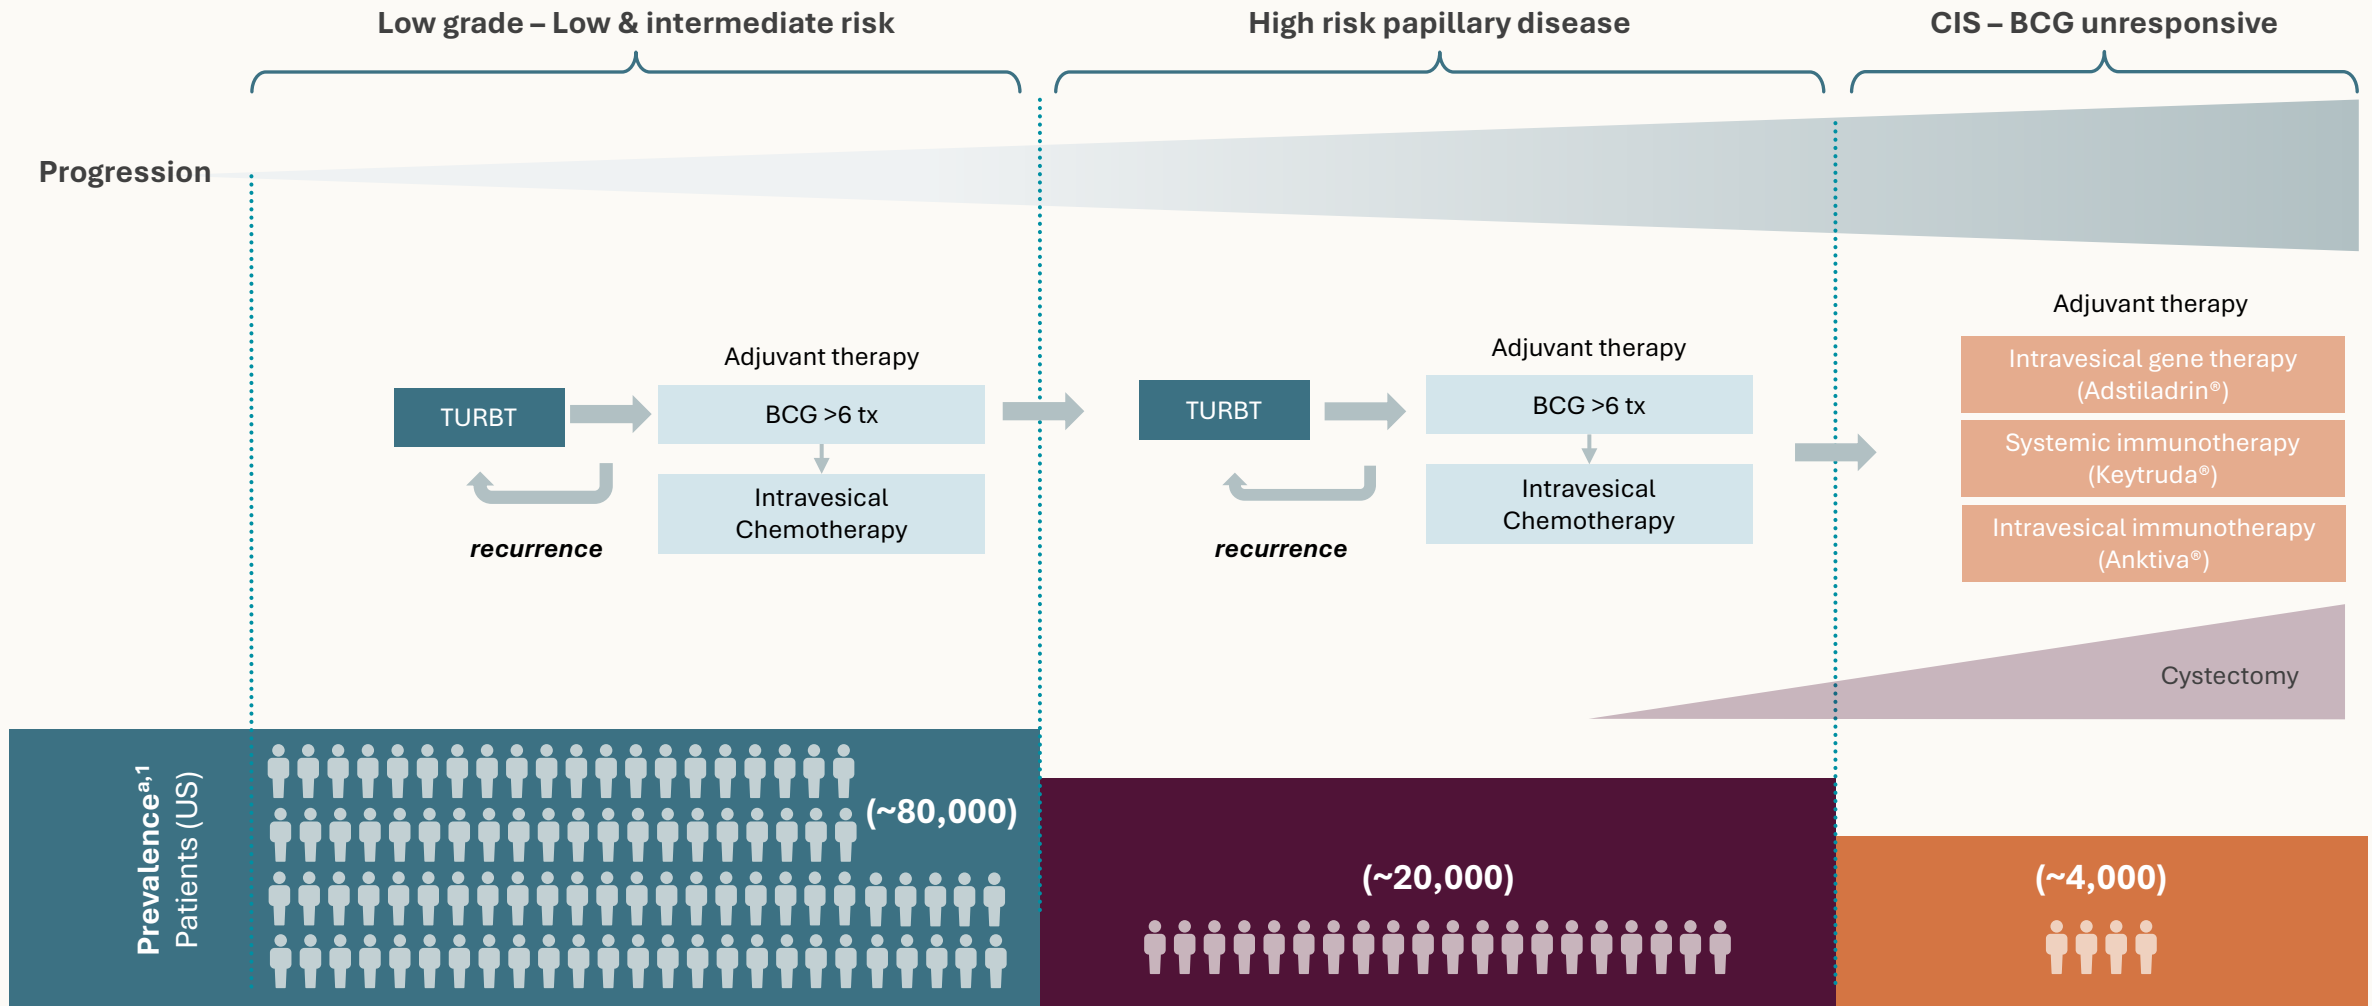 Low grade – Low & intermediate risk
High risk papillary disease
CIS – BCG unresponsive
Progression
Adjuvant therapy
TURBT
BCG >6 tx
Intravesical
Chemotherapy
recurrence
Adjuvant therapy
TURBT
BCG >6 tx
Intravesical
Chemotherapy
recurrence
Adjuvant therapy
Intravesical gene therapy
(Adstiladrin®)
Systemic immunotherapy
(Keytruda®)
Intravesical immunotherapy
(Anktiva®)
Cystectomy
Prevalenceᵃ,¹
Patients (US)
(~80,000)
(~20,000)
(~4,000)